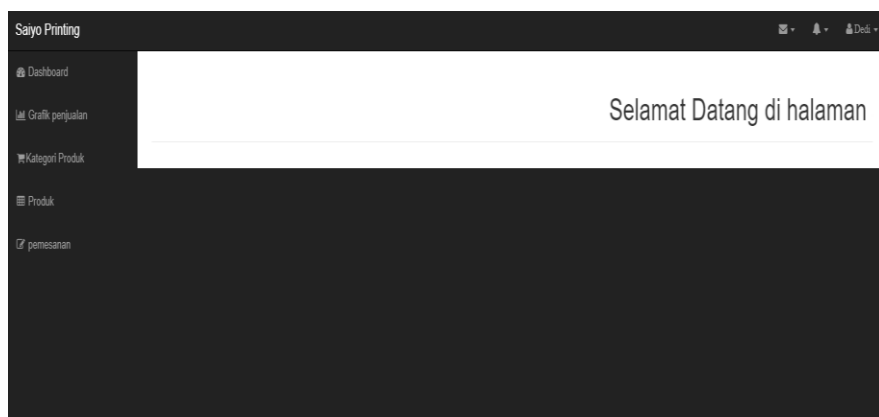 Saiyo Printing
Dedi
Dashboard
Grafik penjualan
Kategori Produk
Produk
pemesanan
Selamat Datang di halaman